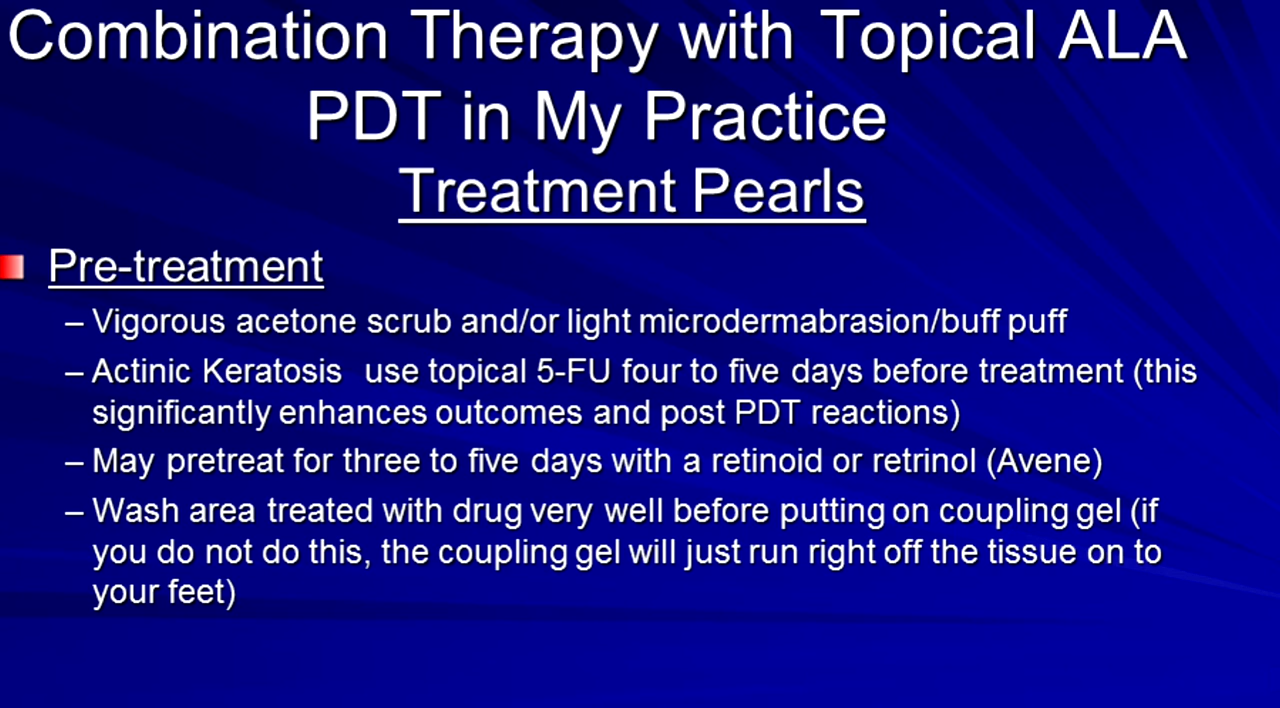 Combination Therapy with Topical ALA
PDT in My Practice
Treatment Pearls
Pre-treatment
– Vigorous acetone scrub and/or light microdermabrasion/buff puff
– Actinic Keratosis  use topical 5-FU four to five days before treatment (this
significantly enhances outcomes and post PDT reactions)
– May pretreat for three to five days with a retinoid or retrinol (Avene)
– Wash area treated with drug very well before putting on coupling gel (if
you do not do this, the coupling gel will just run right off the tissue on to
your feet)